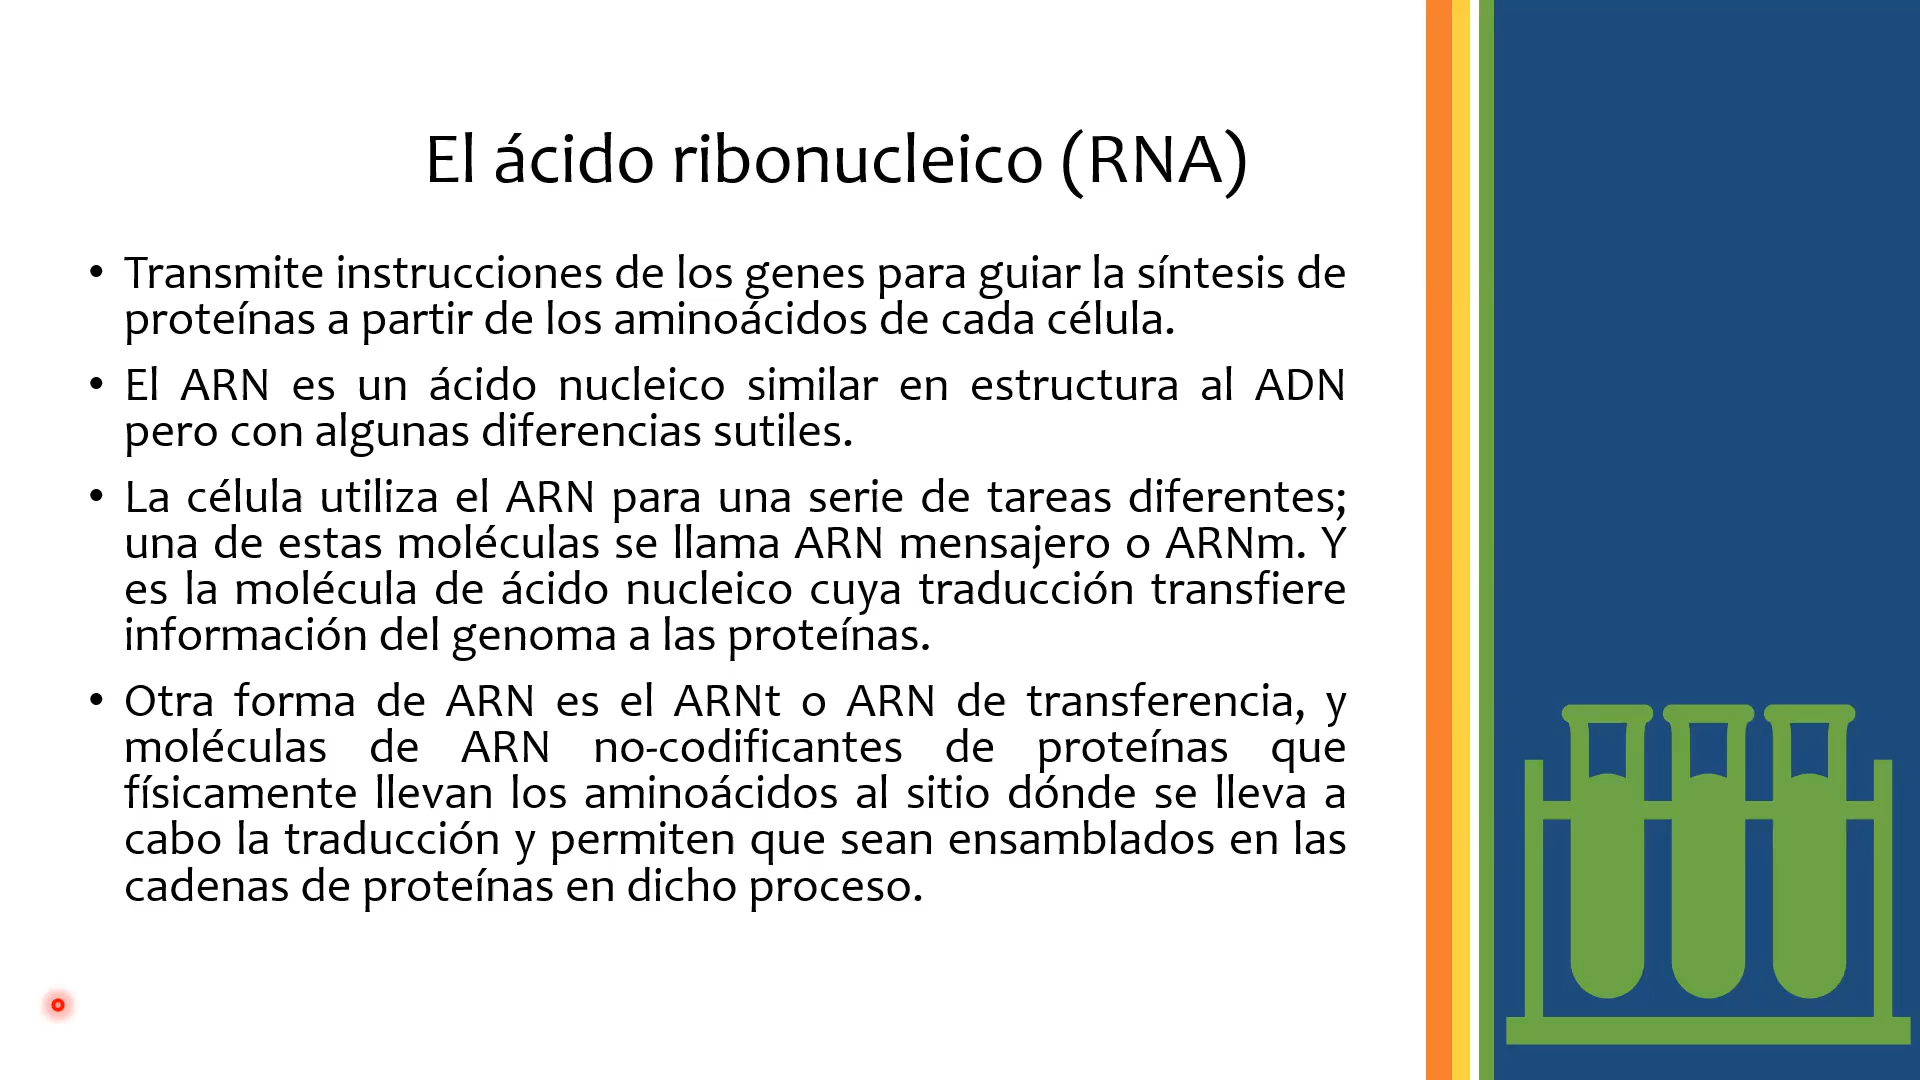 El ácido ribonucleico (RNA)
• Transmite instrucciones de los genes para guiar la síntesis de
proteínas a partir de los aminoácidos de cada célula.
• El ARN es un ácido nucleico similar en estructura al ADN
pero con algunas diferencias sutiles.
• La célula utiliza el ARN para una serie de tareas diferentes;
una de estas moléculas se llama ARN mensajero o ARNm. Y
es la molécula de ácido nucleico cuya traducción transfiere
información del genoma a las proteínas.
• Otra forma de ARN es el ARNt o ARN de transferencia, y
moléculas de ARN no-codificantes de proteínas que
físicamente llevan los aminoácidos al sitio dónde se lleva a
cabo la traducción y permiten que sean ensamblados en las
cadenas de proteínas en dicho proceso.